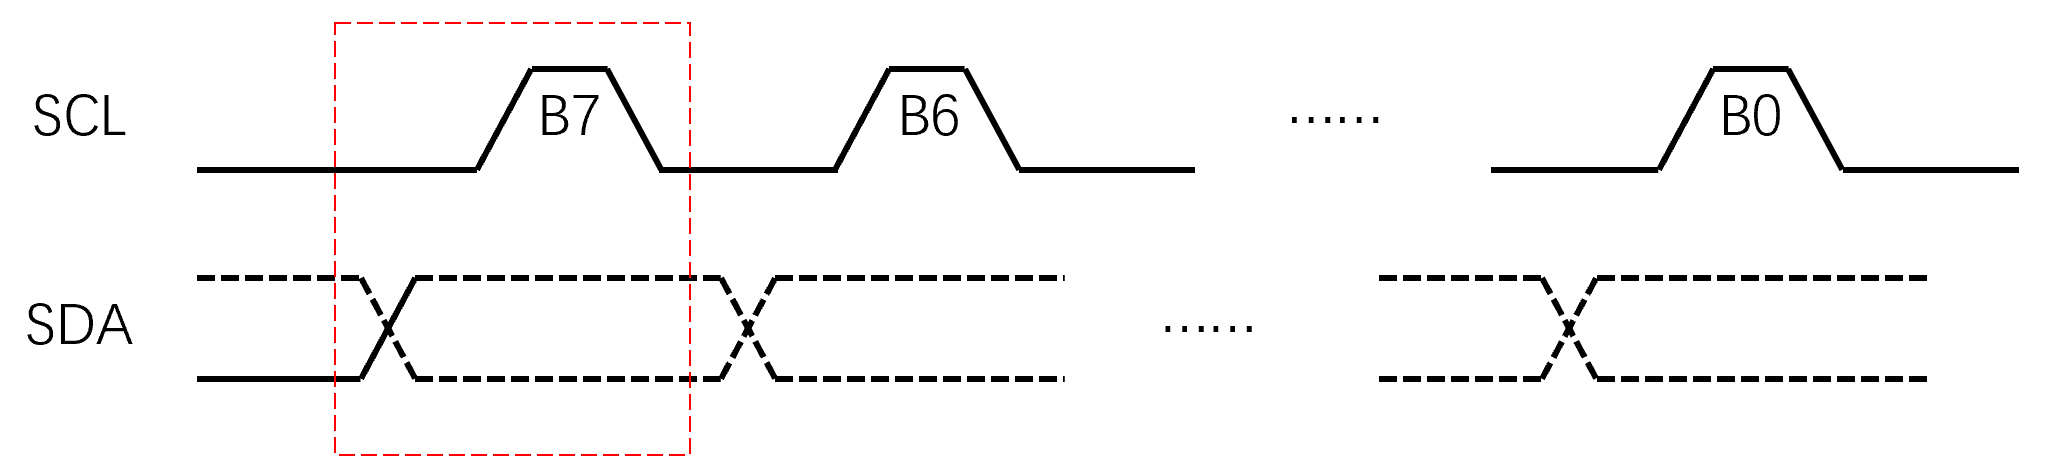 SCL B7 B6 ...... B0
SDA ......